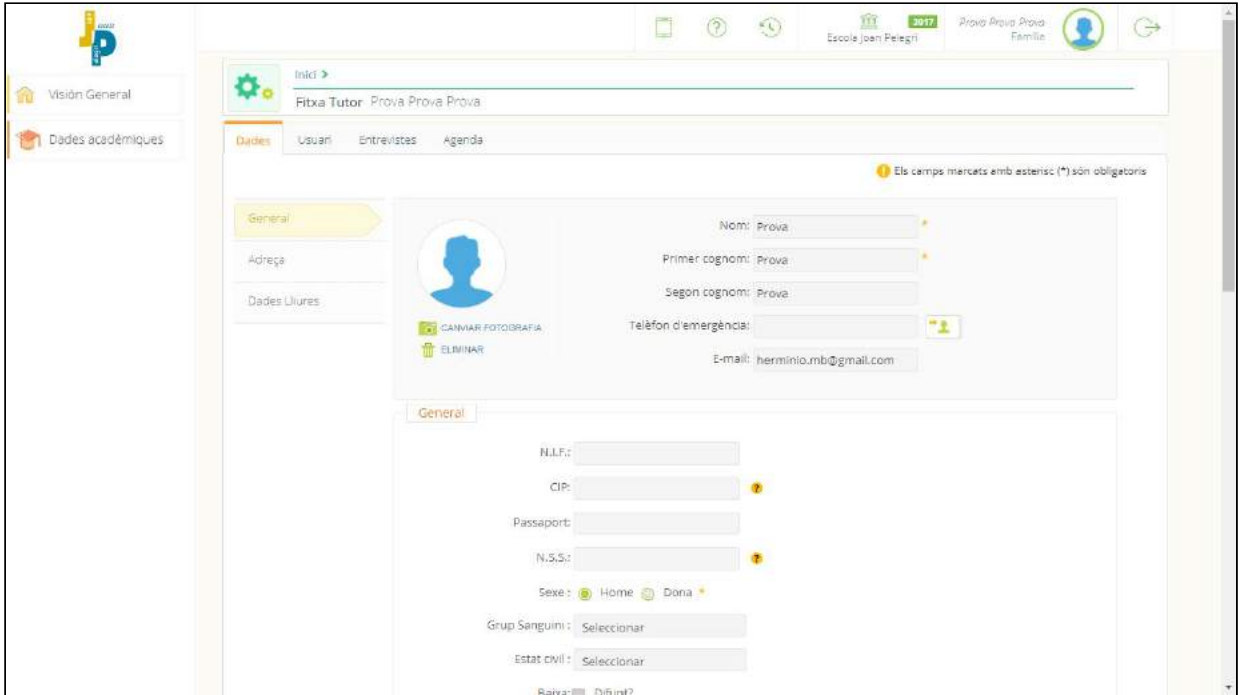 JP
2017
Prova Prova Prova
Escola Joan Pelegri
Família
Inici >
Visión General
Fitxa Tutor Prova Prova Prova
Dades acadèmiques
Dades Usuari Entrevistes Agenda
Els camps marcats amb asterisc (*) són obligatoris
General
Adreça
Dades Lliures
CANVIAR FOTOGRAFIA
ELIMINAR
Nom: Prova *
Primer cognom: Prova *
Segon cognom: Prova
Telèfon d'emergència:
E-mail: herminio.mb@gmail.com
General
N.I.F.:
CIP: ?
Passaport:
N.S.S.: ?
Sexe : Home Dona *
Grup Sanguini : Seleccionar
Estat civil : Seleccionar
Baixa: Difunt?